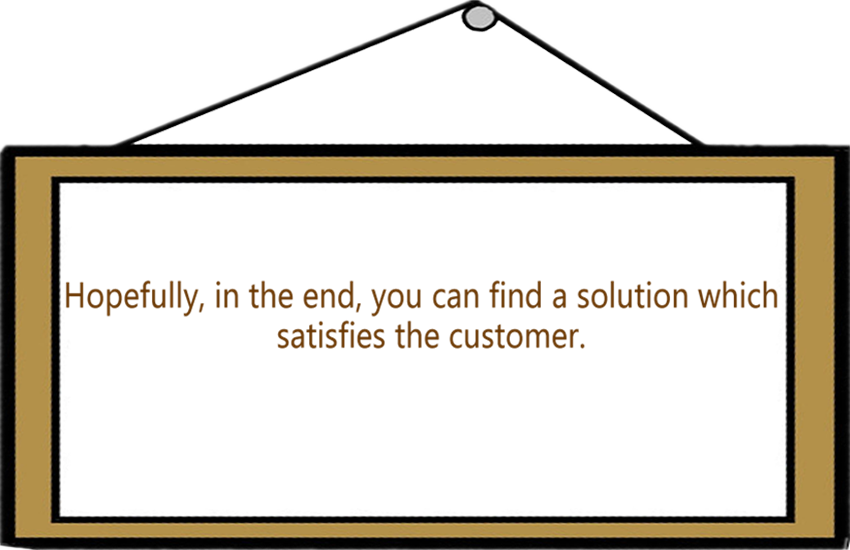 Hopefully, in the end, you can find a solution which
satisfies the customer.